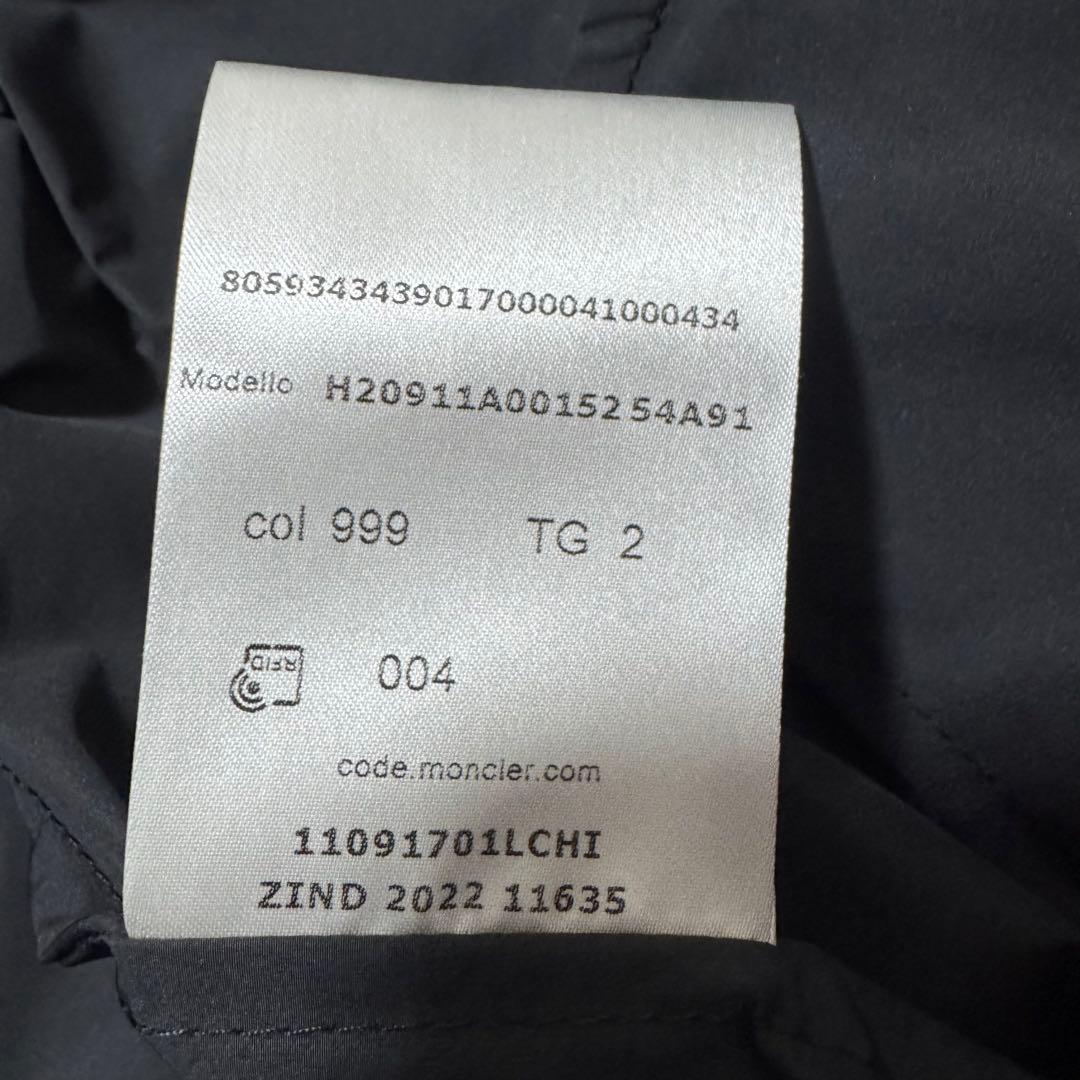 8059343439017000041000434
Modello H20911A0015254A91
col 999 TG 2
RFID 004
code.moncler.com
11091701LCHI
ZIND 2022 11635